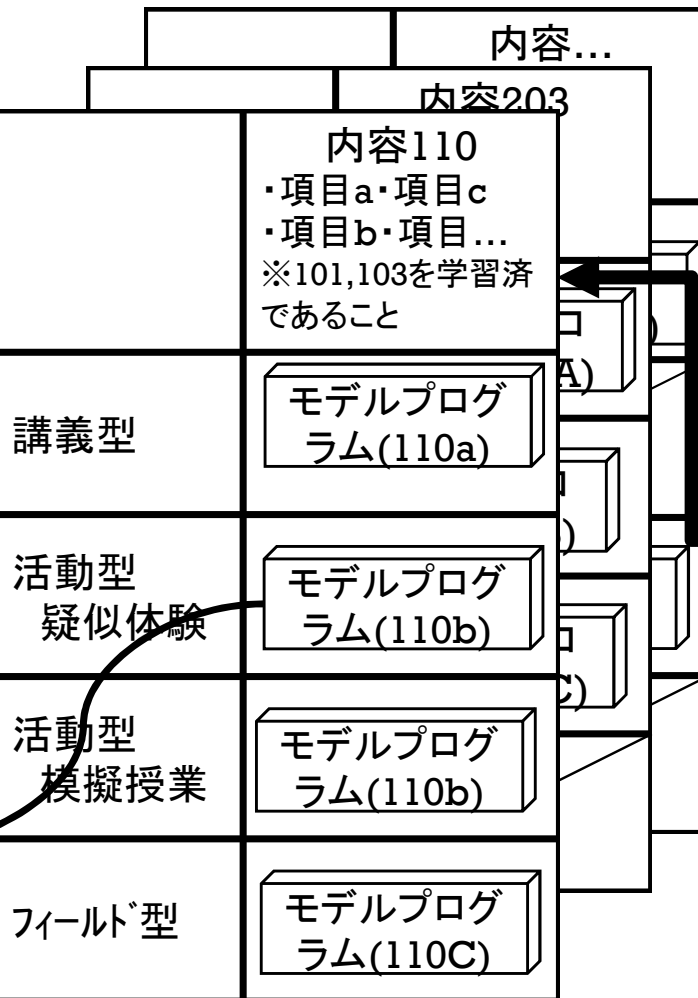 内容...
内容203
内容110
・項目a・項目c
・項目b・項目...
※101,103を学習済
であること
講義型
モデルプログ
ラム(110a)
活動型
疑似体験
モデルプログ
ラム(110b)
活動型
模擬授業
モデルプログ
ラム(110b)
フィールド型
モデルプログ
ラム(110C)
A)
)
C)